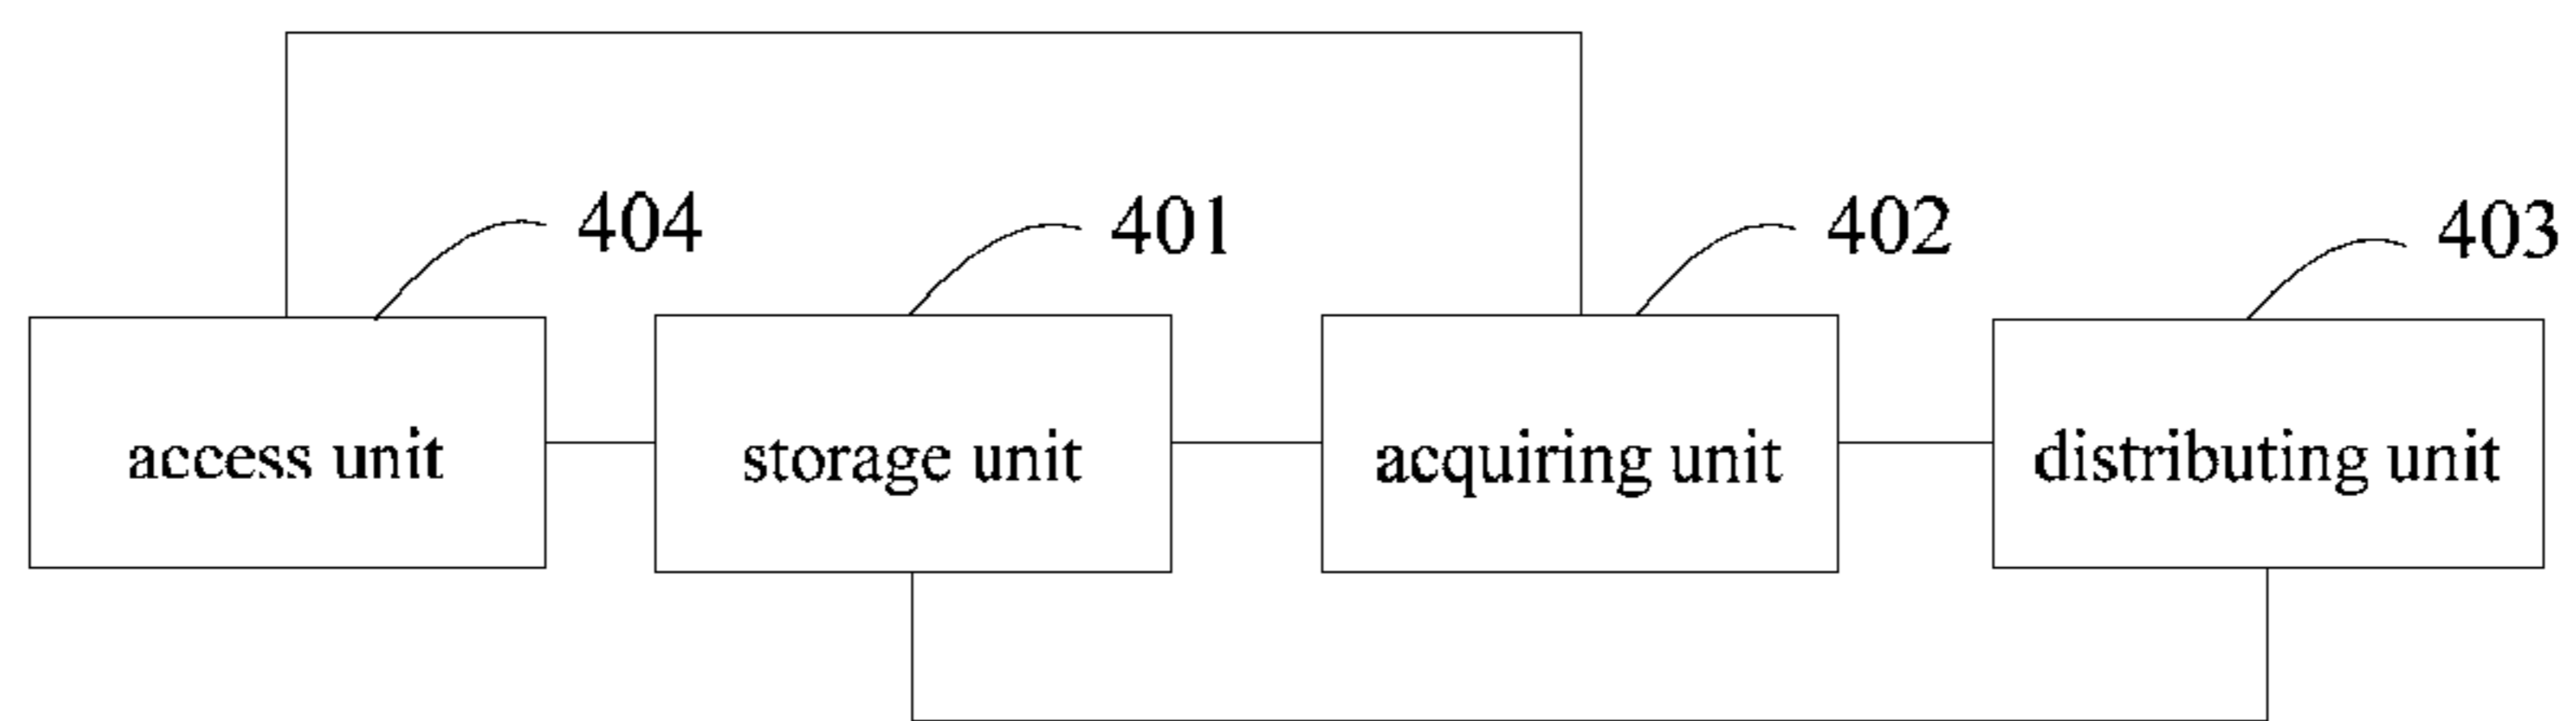 404
401
402
403
access unit
storage unit
acquiring unit
distributing unit